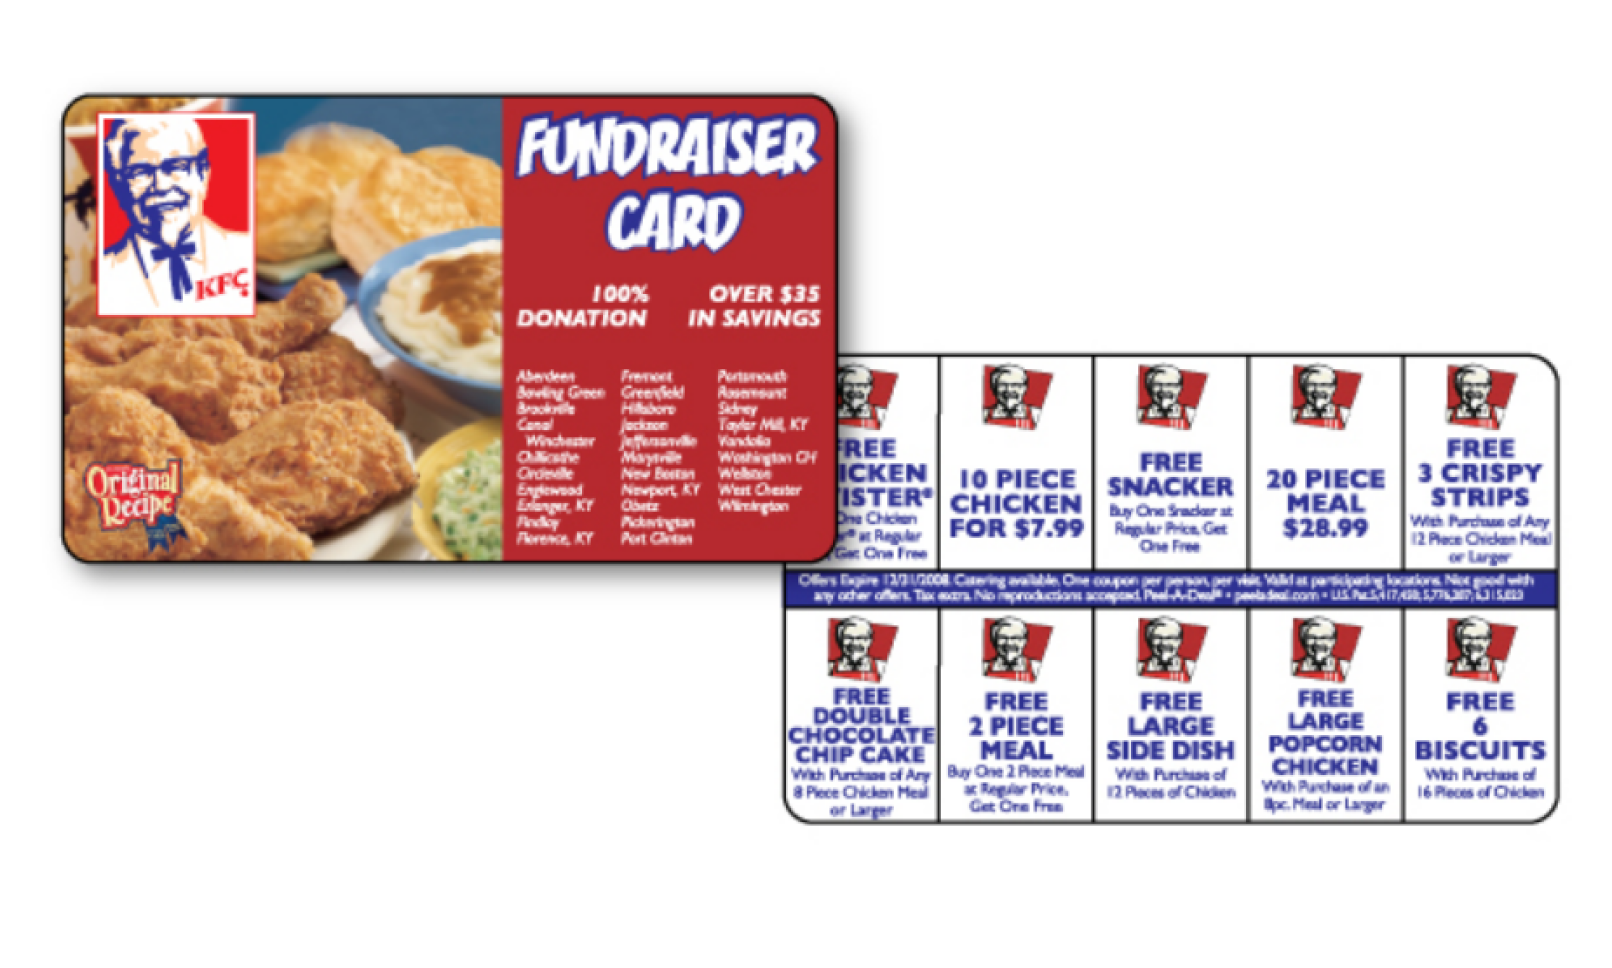 KFC
Original
Recipe
FUNDRAISER
CARD
100%
DONATION
OVER $35
IN SAVINGS
Aberdeen
Bowling Green
Brookville
Canal
Winchester
Chillicothe
Circleville
Englewood
Erlanger, KY
Findlay
Florence, KY
Fremont
Greenfield
Hillsboro
Jackson
Jeffersonville
Marysville
New Boston
Newport, KY
Obetz
Pickerington
Port Clinton
Portsmouth
Rosemount
Sidney
Taylor Mill, KY
Vandalia
Washington CH
Wellston
West Chester
Wilmington
FREE
ICKEN
ISTER®
One Chicken
r® at Regular
, Get One Free
10 PIECE
CHICKEN
FOR $7.99
FREE
SNACKER
Buy One Snacker at
Regular Price, Get
One Free
20 PIECE
MEAL
$28.99
FREE
3 CRISPY
STRIPS
With Purchase of Any
12 Piece Chicken Meal
or Larger
Offers Expire 12/31/2008. Catering available. One coupon per person, per visit. Valid at participating locations. Not good with
any other offers. Tax extra. No reproductions accepted. Peel-A-Deal® • peeladeal.com • U.S. Pat.
FREE
DOUBLE
CHOCOLATE
CHIP CAKE
With Purchase of Any
8 Piece Chicken Meal
or Larger
FREE
2 PIECE
MEAL
Buy One 2 Piece Meal
at Regular Price,
Get One Free
FREE
LARGE
SIDE DISH
With Purchase of
12 Pieces of Chicken
FREE
LARGE
POPCORN
CHICKEN
With Purchase of an
8pc. Meal or Larger
FREE
6
BISCUITS
With Purchase of
16 Pieces of Chicken